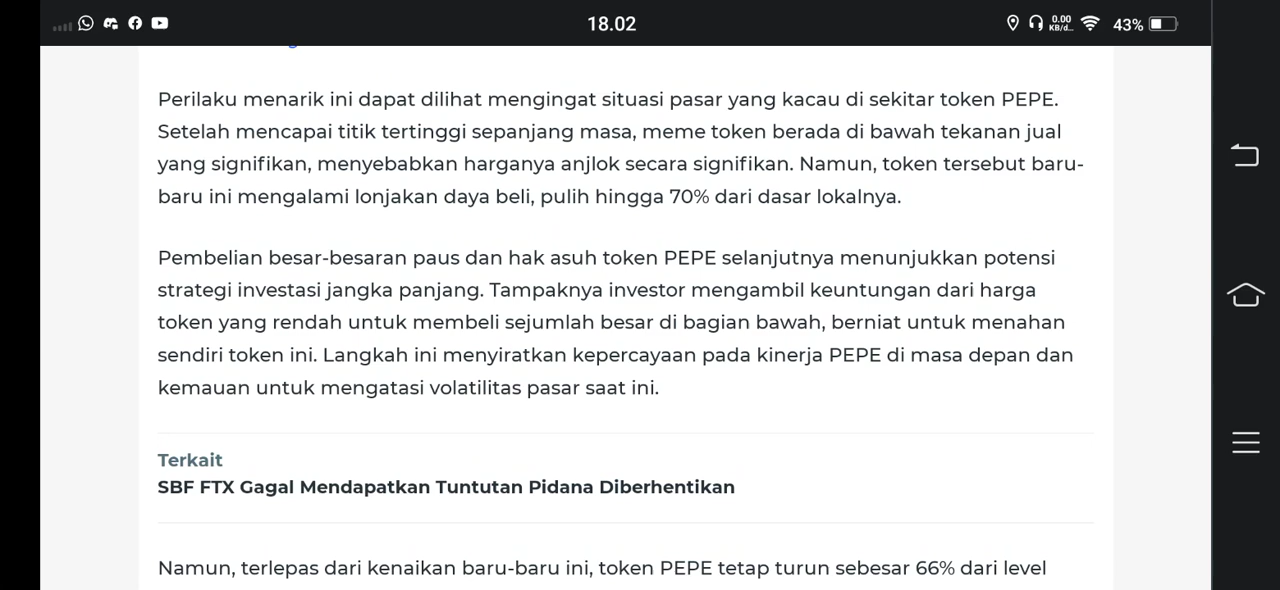 18.02
0.00
KB/d...
43%
Perilaku menarik ini dapat dilihat mengingat situasi pasar yang kacau di sekitar token PEPE.
Setelah mencapai titik tertinggi sepanjang masa, meme token berada di bawah tekanan jual
yang signifikan, menyebabkan harganya anjlok secara signifikan. Namun, token tersebut baru-
baru ini mengalami lonjakan daya beli, pulih hingga 70% dari dasar lokalnya.
Pembelian besar-besaran paus dan hak asuh token PEPE selanjutnya menunjukkan potensi
strategi investasi jangka panjang. Tampaknya investor mengambil keuntungan dari harga
token yang rendah untuk membeli sejumlah besar di bagian bawah, berniat untuk menahan
sendiri token ini. Langkah ini menyiratkan kepercayaan pada kinerja PEPE di masa depan dan
kemauan untuk mengatasi volatilitas pasar saat ini.
Terkait
SBF FTX Gagal Mendapatkan Tuntutan Pidana Diberhentikan
Namun, terlepas dari kenaikan baru-baru ini, token PEPE tetap turun sebesar 66% dari level